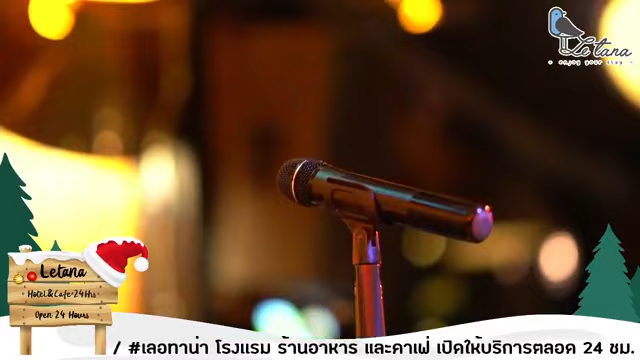 Letana
• enjoy your stay •
Letana
Hotel & Cafe•24Hrs
Open 24 Hours
/ #เลอทาน่า โรงแรม ร้านอาหาร และคาเฟ่ เปิดให้บริการตลอด 24 ชม.